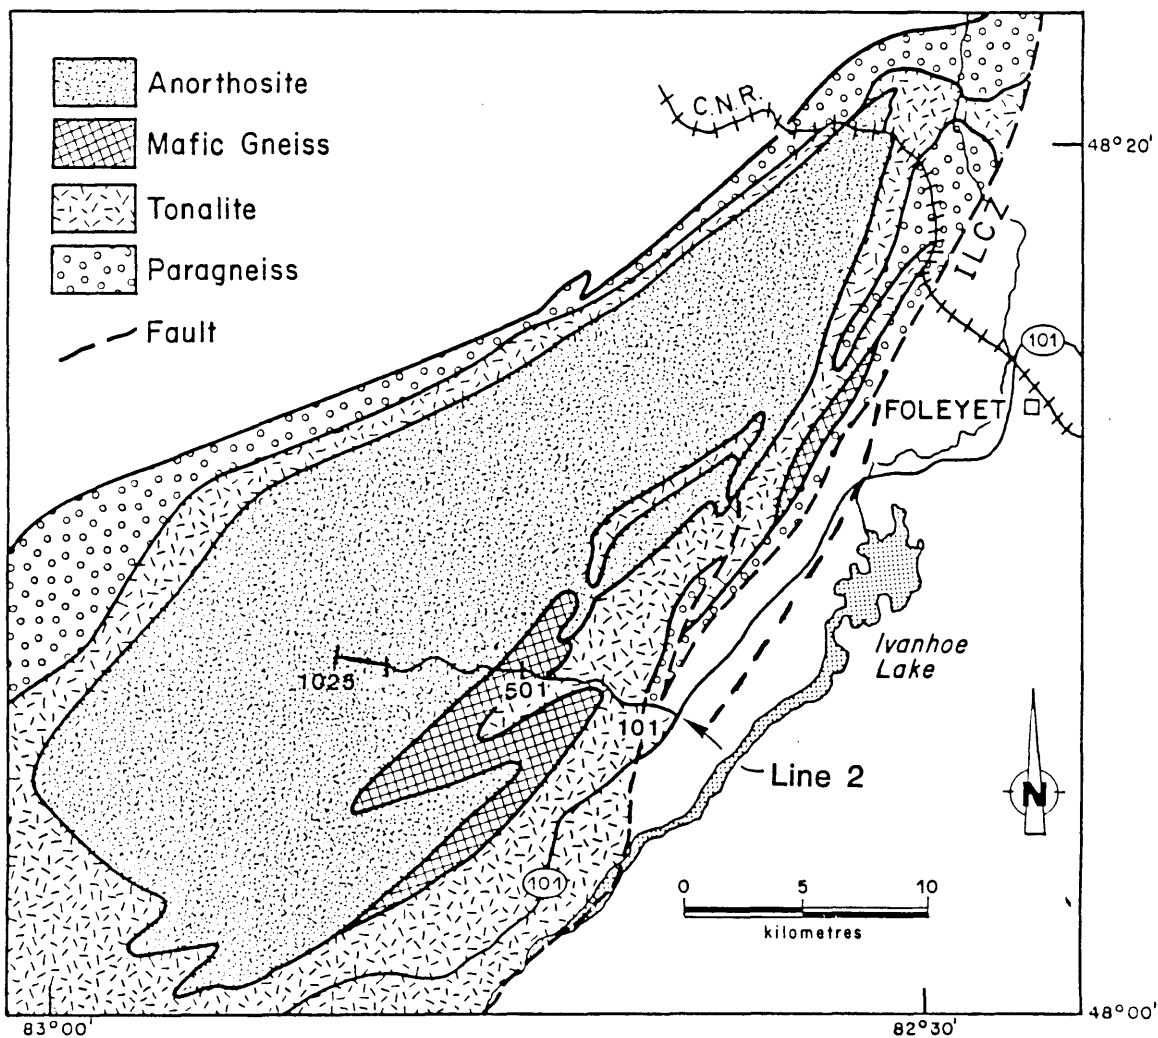 Anorthosite
Mafic Gneiss
Tonalite
Paragneiss
Fault
C.N.R.
48°20'
ILCZ
101
FOLEYET
Ivanhoe
Lake
1025
501
101
Line 2
N
101
0 5 10
kilometres
48°00'
83°00'
82°30'